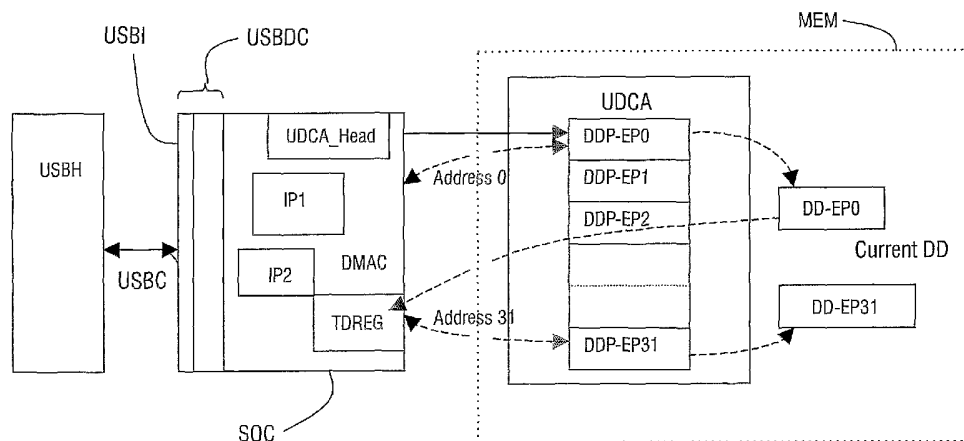 MEM
USBI
USBDC
UDCA
UDCA_Head
DDP-EP0
USBH
Address 0
DDP-EP1
IP1
DD-EP0
DDP-EP2
Current DD
IP2
DMAC
USBC
DD-EP31
TDREG
Address 31
DDP-EP31
SOC